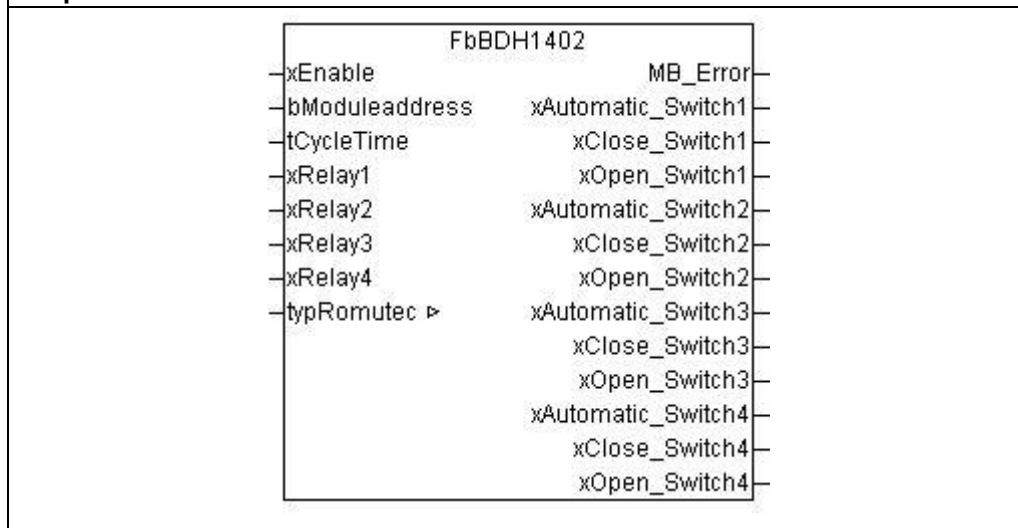 FbBDH1402
xEnable MB_Error
bModuleaddress xAutomatic_Switch1
tCycleTime xClose_Switch1
xRelay1 xOpen_Switch1
xRelay2 xAutomatic_Switch2
xRelay3 xClose_Switch2
xRelay4 xOpen_Switch2
typRomutec ▷ xAutomatic_Switch3
xClose_Switch3
xOpen_Switch3
xAutomatic_Switch4
xClose_Switch4
xOpen_Switch4